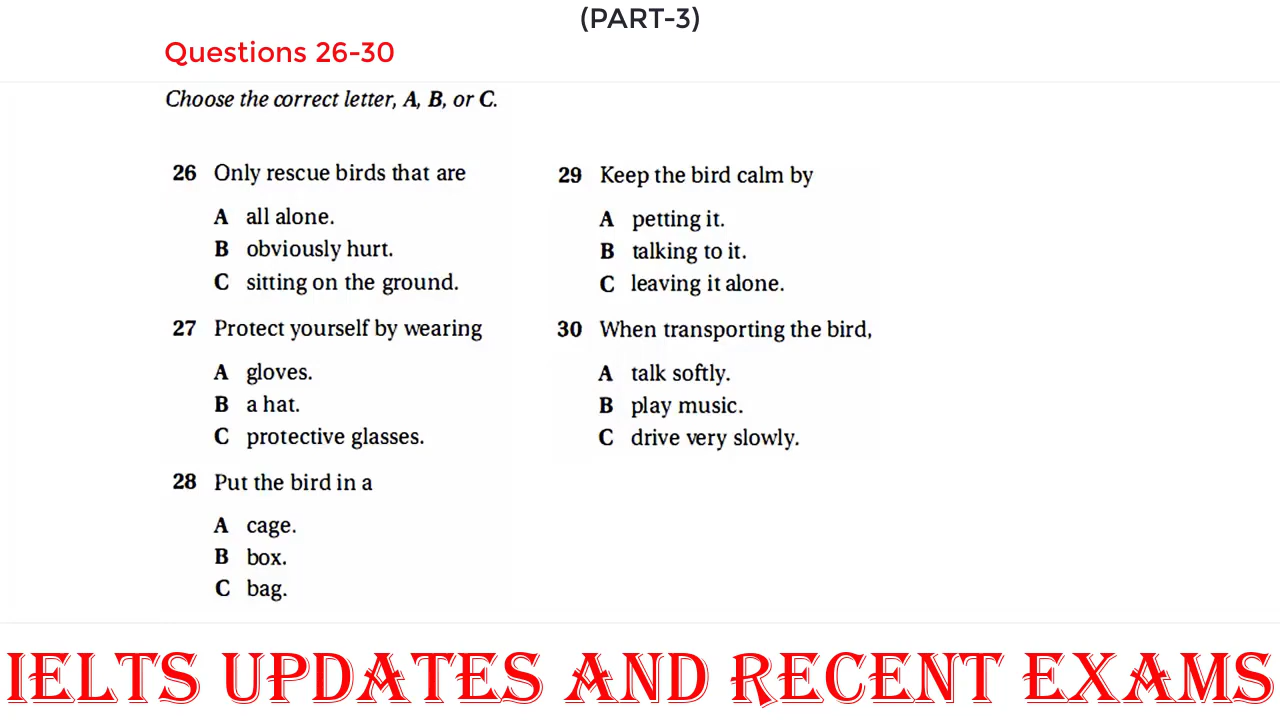 (PART-3)
Questions 26-30
Choose the correct letter, A, B, or C.
26 Only rescue birds that are
A all alone.
B obviously hurt.
C sitting on the ground.
27 Protect yourself by wearing
A gloves.
B a hat.
C protective glasses.
28 Put the bird in a
A cage.
B box.
C bag.
29 Keep the bird calm by
A petting it.
B talking to it.
C leaving it alone.
30 When transporting the bird,
A talk softly.
B play music.
C drive very slowly.
IELTS UPDATES AND RECENT EXAMS